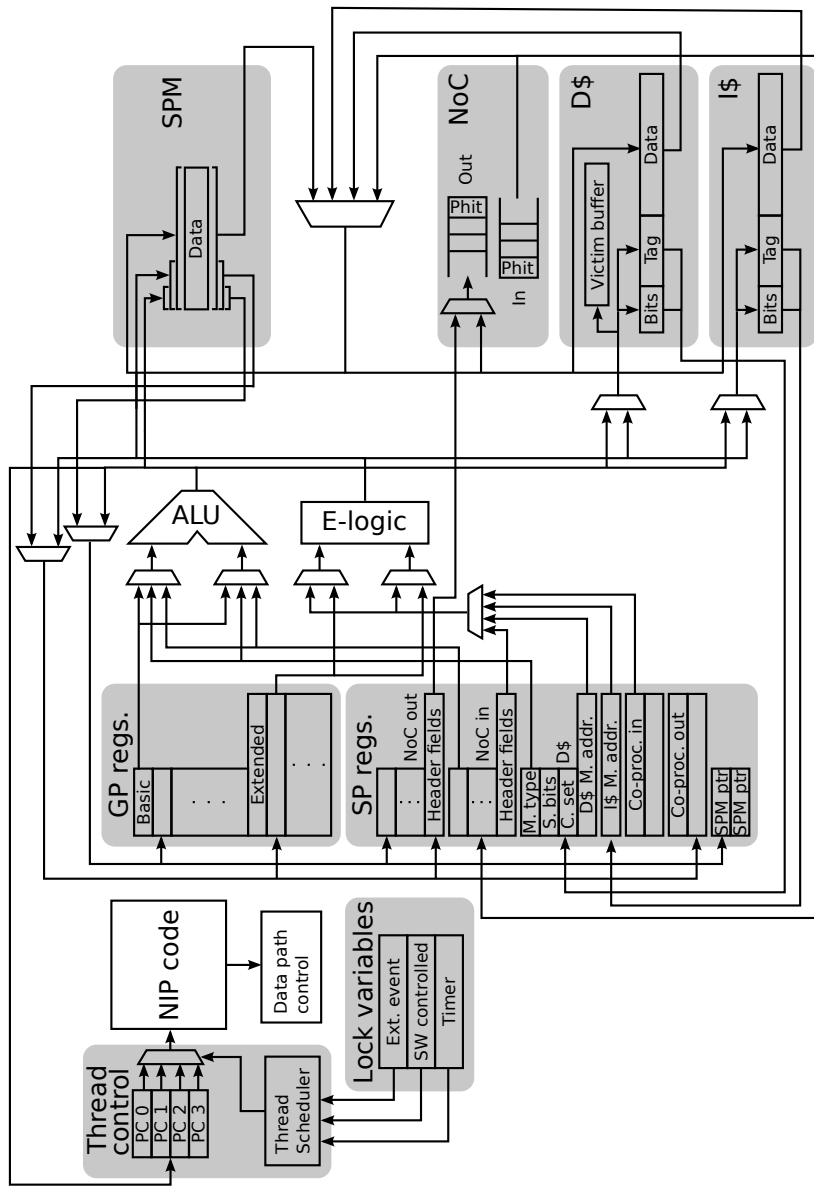 Thread
control
PC 0
PC 1
PC 2
PC 3
Thread
Scheduler
NIP code
Data path
control
Lock variables
Ext. event
SW controlled
Timer
GP regs.
Basic
. . .
Extended
. . .
SP regs.
...
NoC out
Header fields
...
NoC in
Header fields
M. type
S. bits
C. set
D$
D$ M. addr.
I$ M. addr.
Co-proc. in
Co-proc. out
SPM ptr
SPM ptr
ALU
E-logic
SPM
Data
NoC
Out
Phit
In
Phit
D$
Victim buffer
Bits
Tag
Data
I$
Bits
Tag
Data